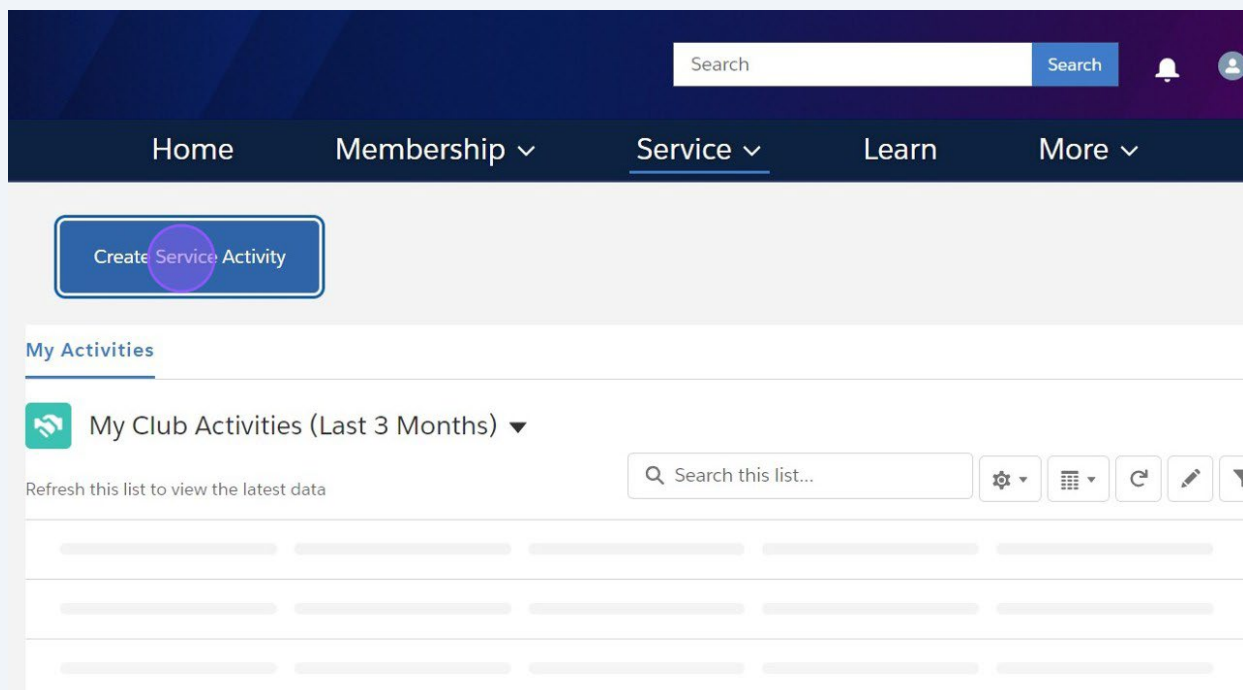 Search Search
Home Membership Service Learn More
Create Service Activity
My Activities
My Club Activities (Last 3 Months)
Refresh this list to view the latest data
Search this list...